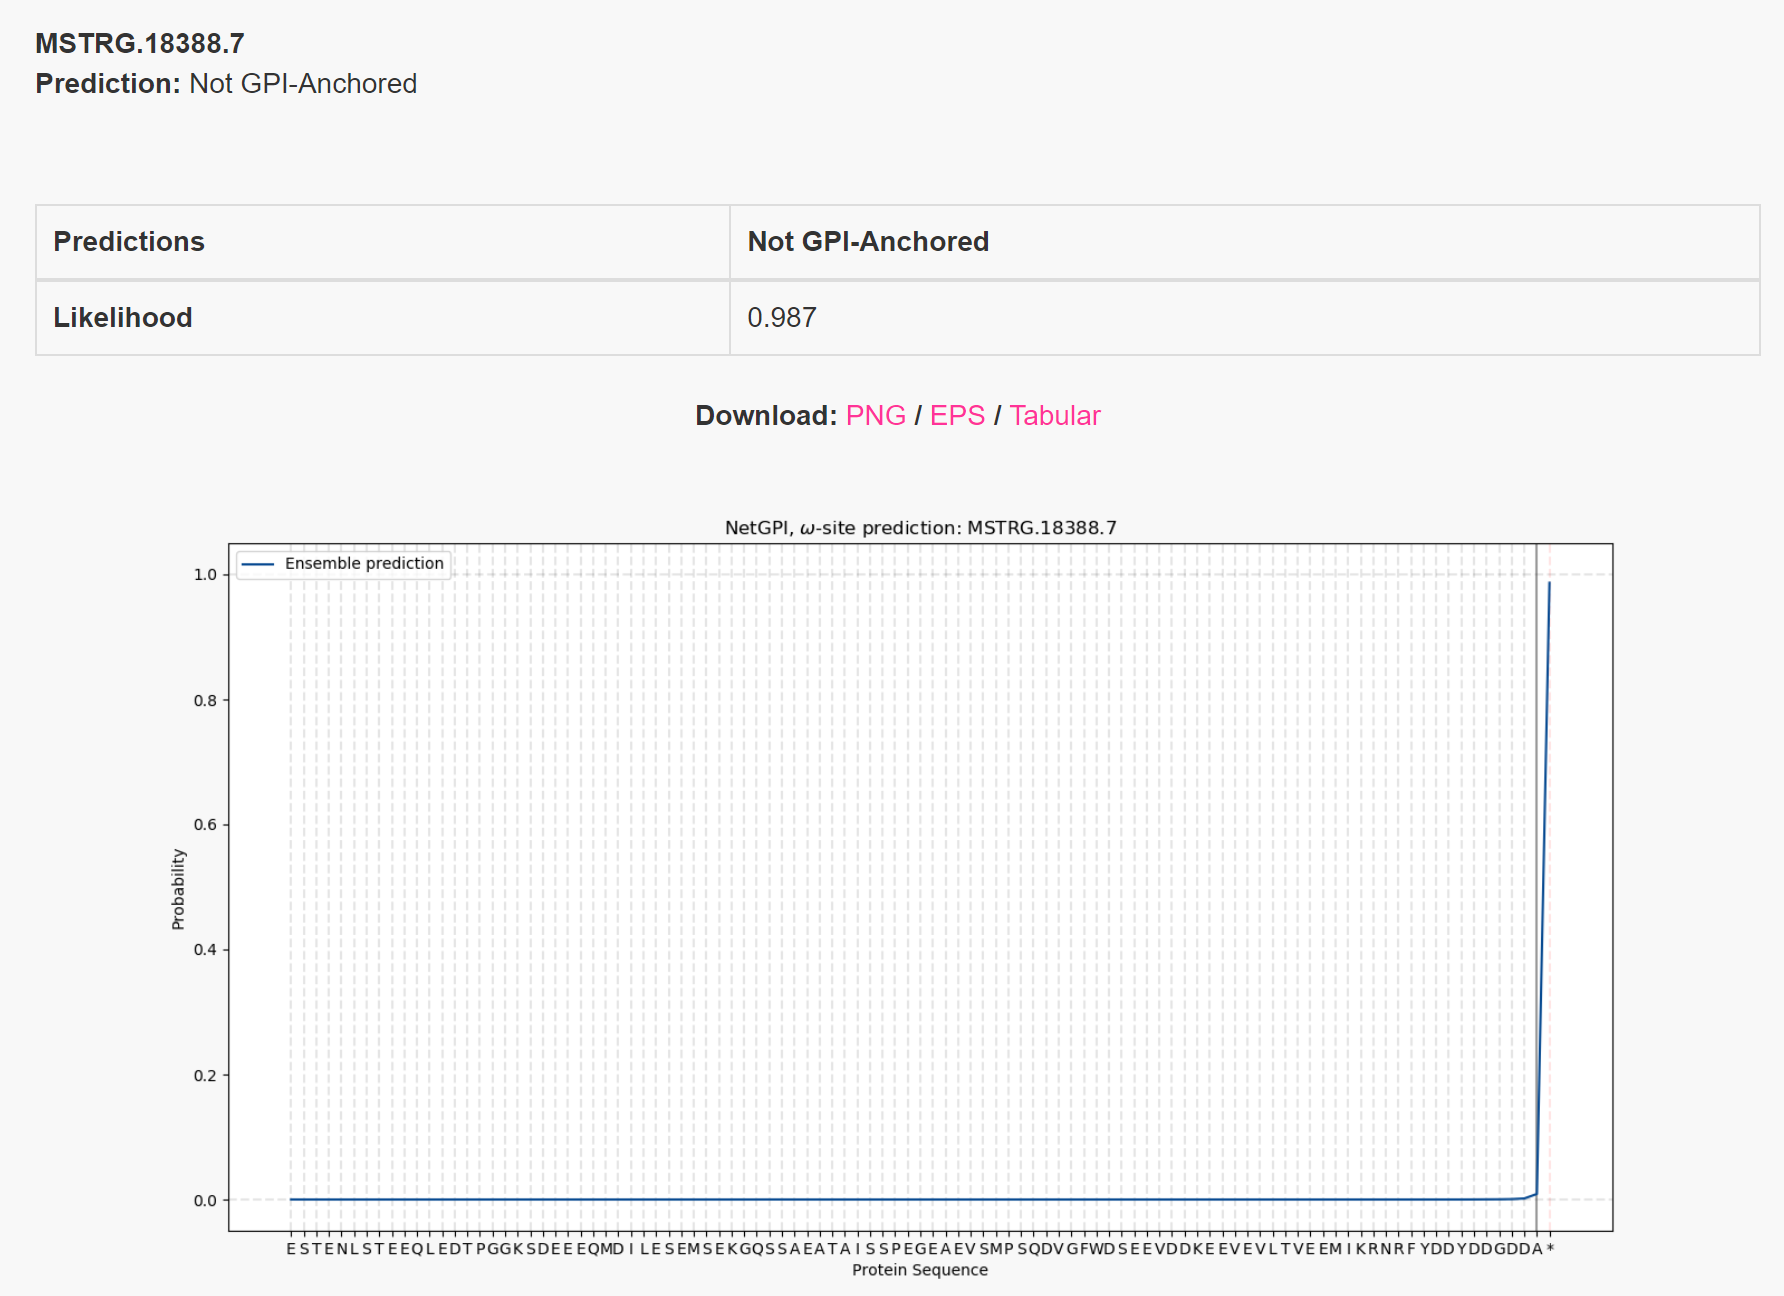 MSTRG.18388.7
Prediction: Not GPI-Anchored
Predictions Not GPI-Anchored
Likelihood 0.987
Download: PNG / EPS / Tabular
NetGPI, ω-site prediction: MSTRG.18388.7
Ensemble prediction
1.0
0.8
0.6
0.4
0.2
0.0
Probability
ESTENLSTEEQLEDTPGGKSDEEEQMDILESEMSEKGQSSAEATAISSPEGEAEVSMPSQDVGFWDSEEVDDKEEVEVLTVEEMIKRNRFYDDYDDGDDA*
Protein Sequence